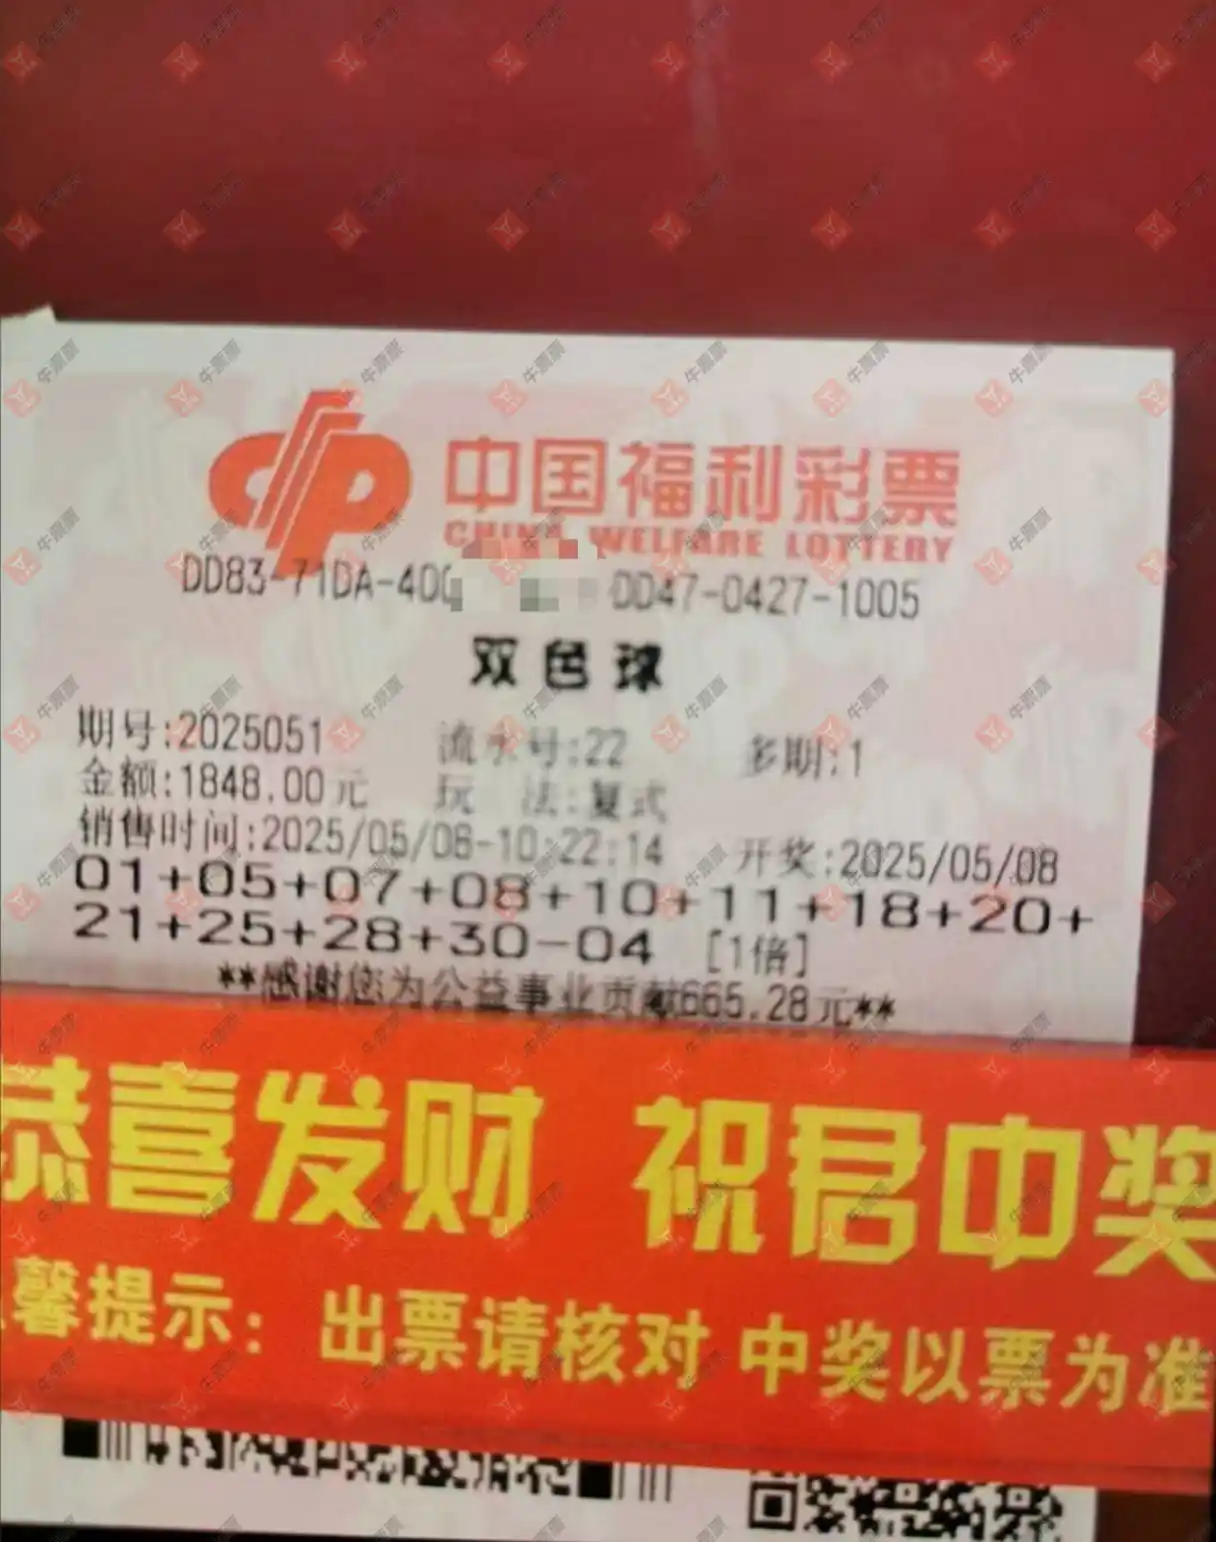 中国福利彩票
CHINA WELFARE LOTTERY
DD83-71DA-40 DD47-0427-1005
双色球
期号:2025051 流水号:22 多期:1
金额:1848.00元 玩 法:复式
销售时间:2025/05/08-10:22:14 开奖:2025/05/08
01+05+07+08+10+11+18+20+
21+25+28+30-04 [1倍]
**感谢您为公益事业贡献665.28元**
恭喜发财 祝君中奖
馨提示: 出票请核对 中奖以票为准